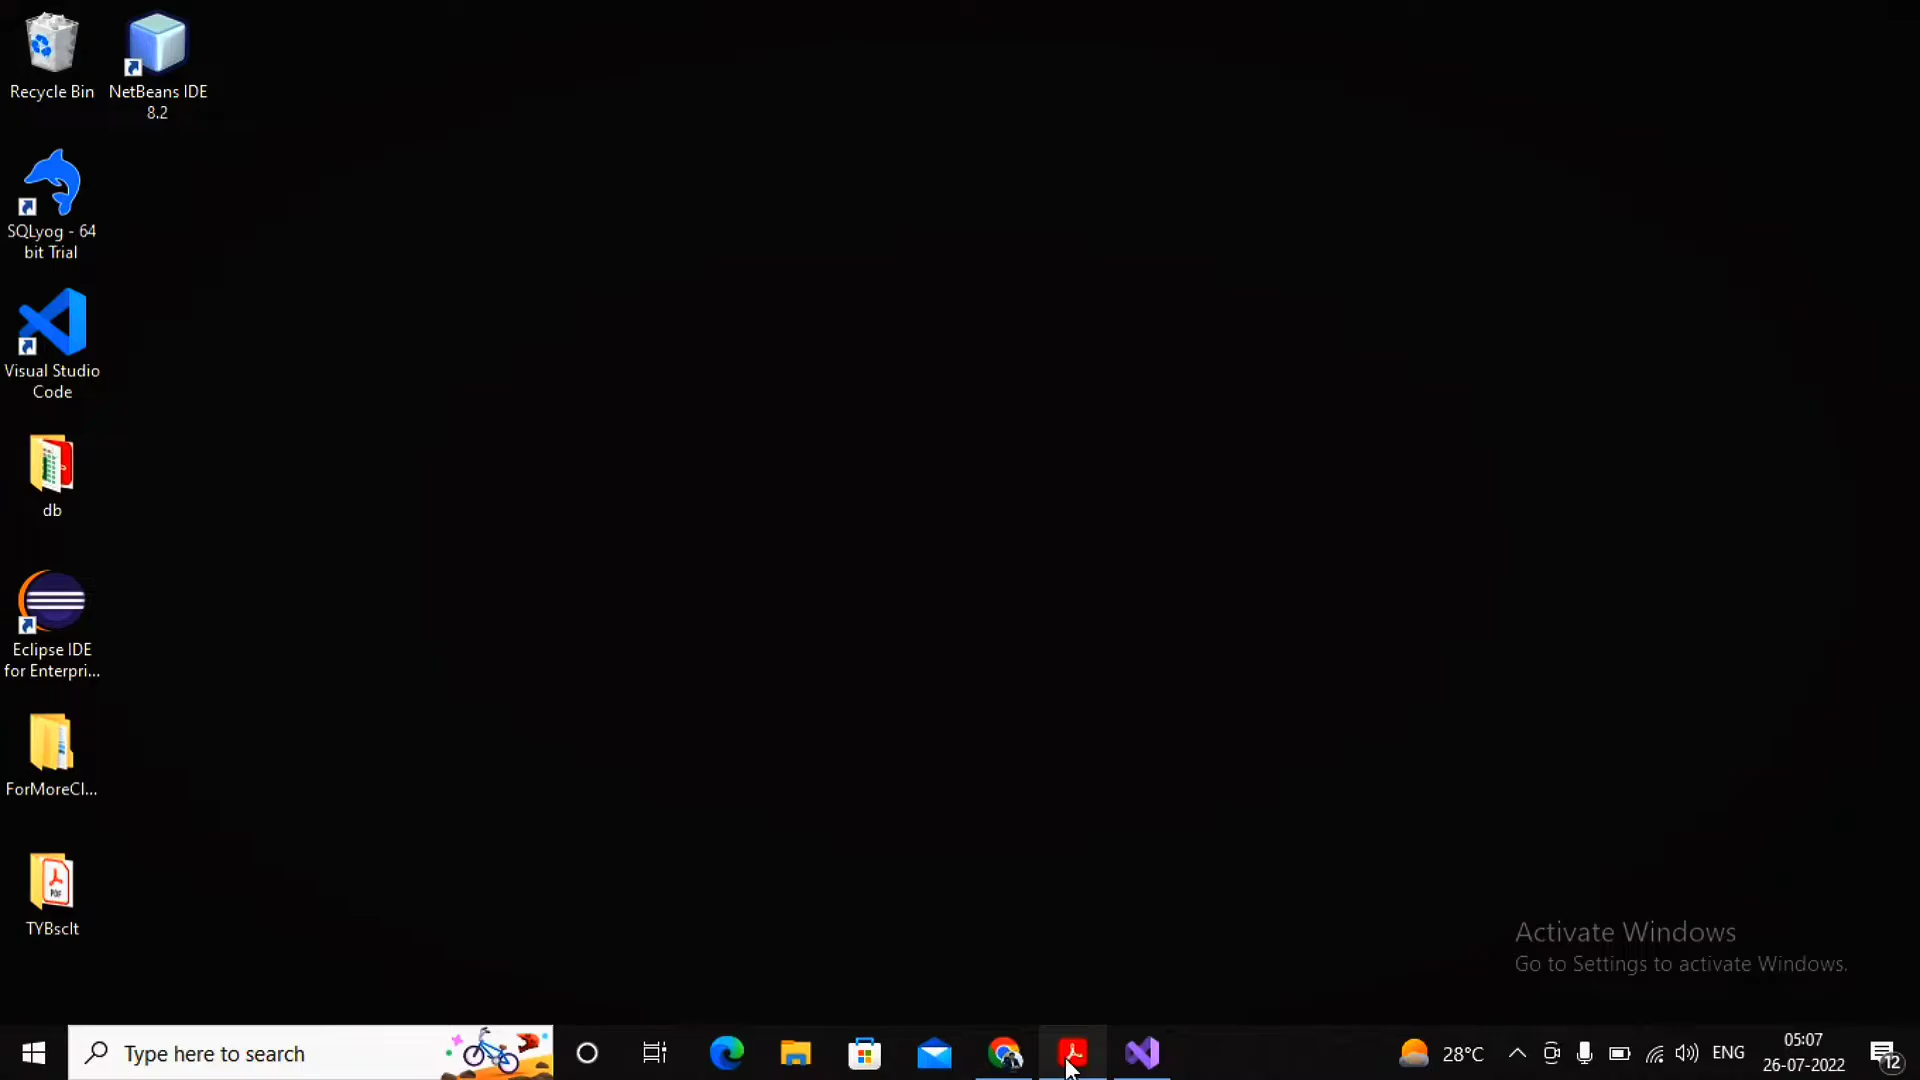 Recycle Bin
NetBeans IDE
8.2
SQLyog - 64
bit Trial
Visual Studio
Code
db
Eclipse IDE
for Enterpri...
ForMoreCl...
TYBscIt
PDF
Activate Windows
Go to Settings to activate Windows.
Type here to search
28°C
ENG
05:07
26-07-2022
12